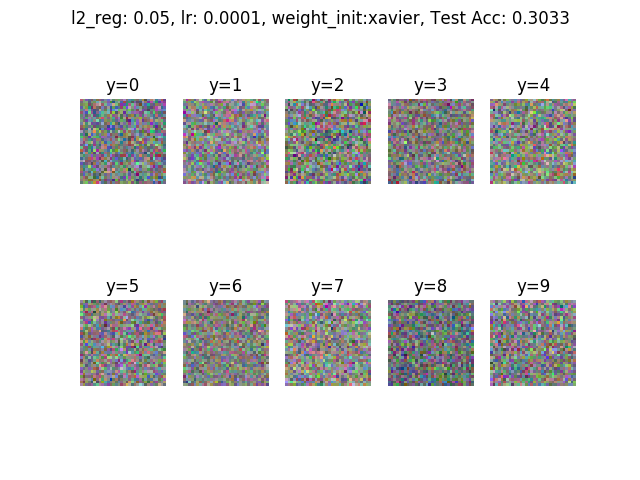 l2_reg: 0.05, lr: 0.0001, weight_init:xavier, Test Acc: 0.3033
y=0 y=1 y=2 y=3 y=4
y=5 y=6 y=7 y=8 y=9